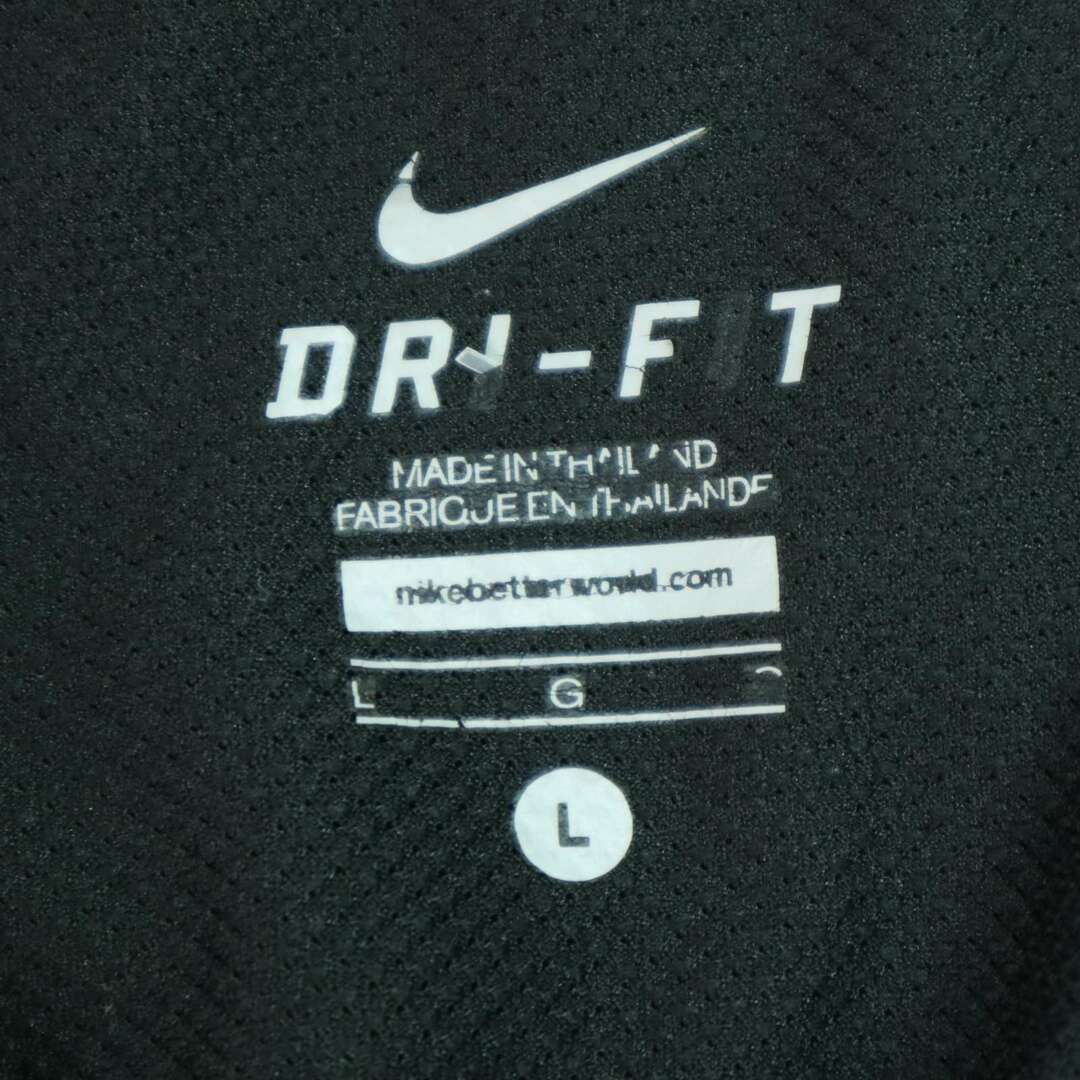 DRI-FIT
MADE IN THAILAND
FABRIQUE EN THAILANDE
nikebetterworld.com
L G
L